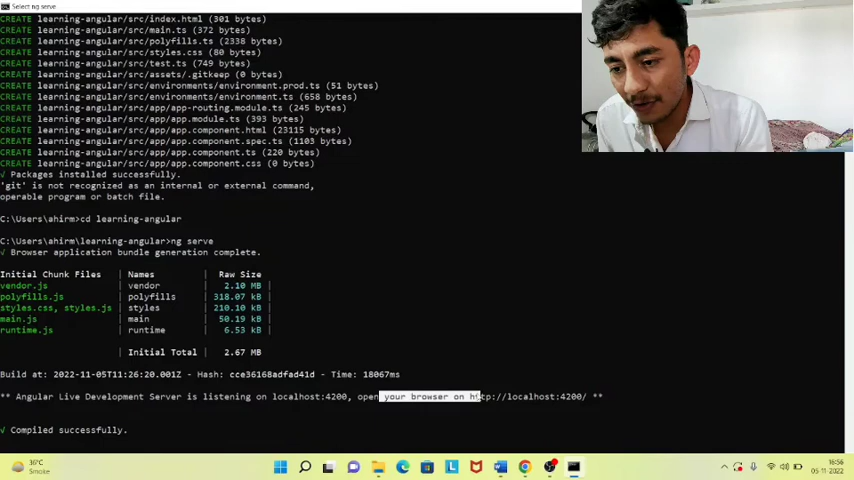 Select ng serve
CREATE learning-angular/src/index.html (301 bytes)
CREATE learning-angular/src/main.ts (372 bytes)
CREATE learning-angular/src/polyfills.ts (2338 bytes)
CREATE learning-angular/src/styles.css (80 bytes)
CREATE learning-angular/src/test.ts (749 bytes)
CREATE learning-angular/src/assets/.gitkeep (0 bytes)
CREATE learning-angular/src/environments/environment.prod.ts (51 bytes)
CREATE learning-angular/src/environments/environment.ts (658 bytes)
CREATE learning-angular/src/app/app-routing.module.ts (245 bytes)
CREATE learning-angular/src/app/app.module.ts (393 bytes)
CREATE learning-angular/src/app/app.component.html (23115 bytes)
CREATE learning-angular/src/app/app.component.spec.ts (1103 bytes)
CREATE learning-angular/src/app/app.component.ts (220 bytes)
CREATE learning-angular/src/app/app.component.css (0 bytes)
√ Packages installed successfully.
'git' is not recognized as an internal or external command,
operable program or batch file.
C:\Users\ahirm>cd learning-angular
C:\Users\ahirm\learning-angular>ng serve
√ Browser application bundle generation complete.
Initial Chunk Files | Names | Raw Size
vendor.js | vendor | 2.10 MB |
polyfills.js | polyfills | 318.07 kB |
styles.css, styles.js | styles | 210.10 kB |
main.js | main | 50.19 kB |
runtime.js | runtime | 6.53 kB |
| Initial Total | 2.67 MB
Build at: 2022-11-05T11:26:20.001Z - Hash: cce36168adfad41d - Time: 18067ms
** Angular Live Development Server is listening on localhost:4200, open your browser on http://localhost:4200/ **
√ Compiled successfully.
36°C
Smoke
16:56
05-11-2022